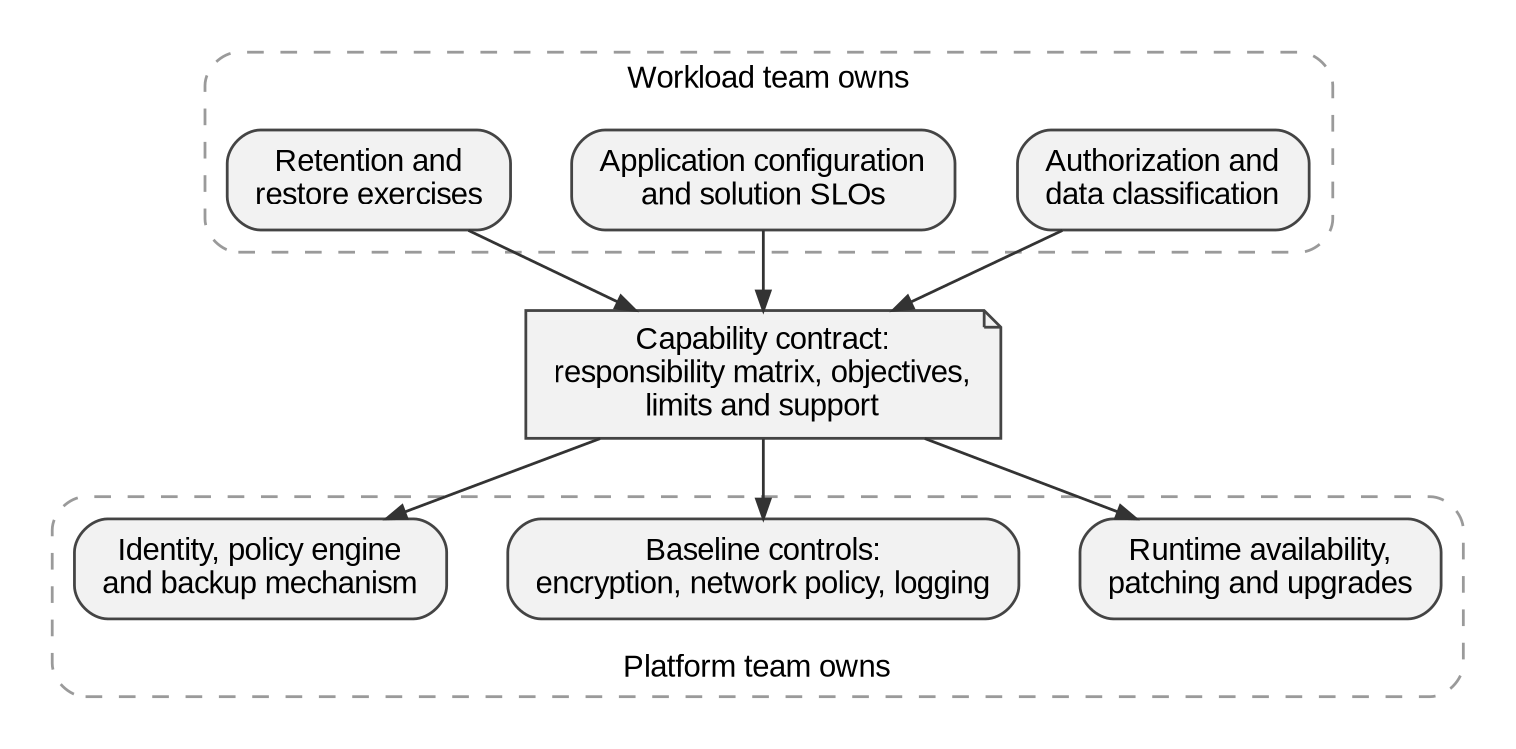 Workload team owns
Retention and
restore exercises
Application configuration
and solution SLOs
Authorization and
data classification
Capability contract:
responsibility matrix, objectives,
limits and support
Identity, policy engine
and backup mechanism
Baseline controls:
encryption, network policy, logging
Runtime availability,
patching and upgrades
Platform team owns